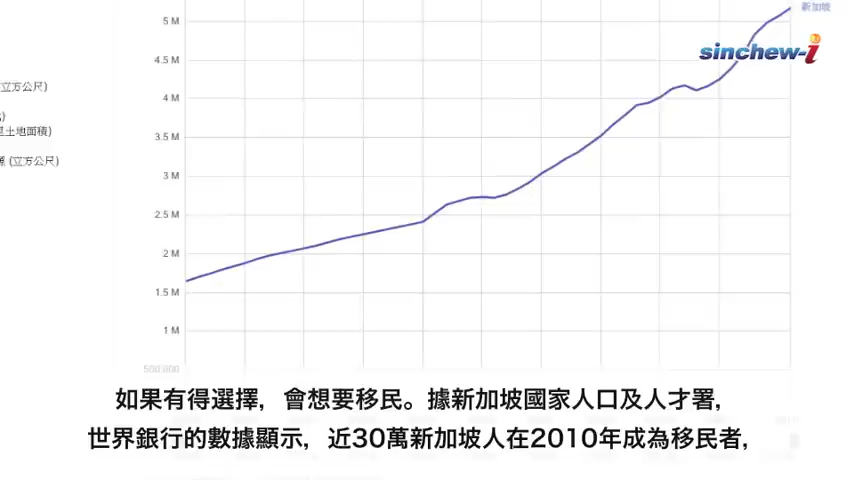 新加坡
5 M
sinchew-i
4.5 M
立方公尺)
4 M
土地面積)
3.5 M
(立方公尺)
3 M
2.5 M
2 M
1.5 M
1 M
500,000
如果有得選擇，會想要移民。據新加坡國家人口及人才署，
世界銀行的數據顯示，近30萬新加坡人在2010年成為移民者，